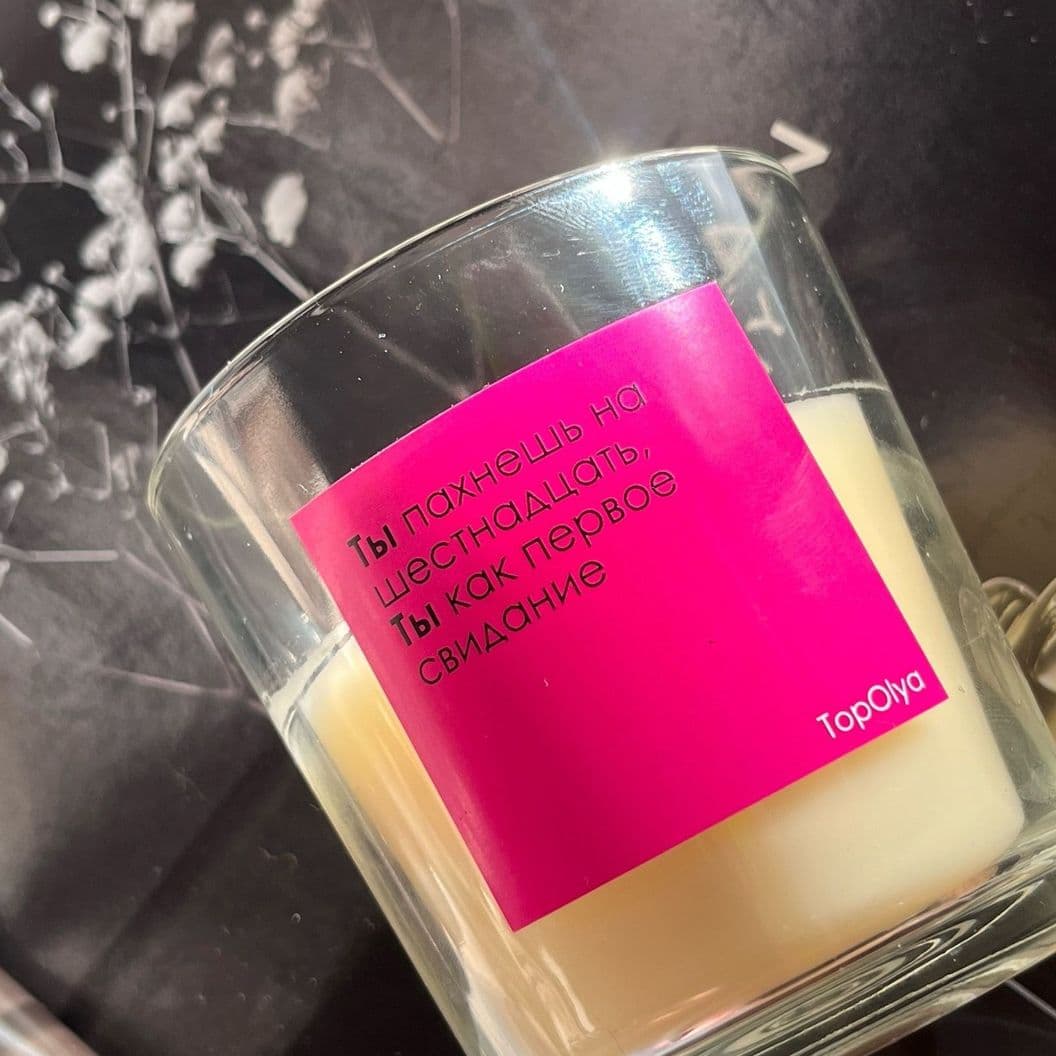 Ты пахнешь на
шестнадцать,
Ты как первое
свидание
TopOlya